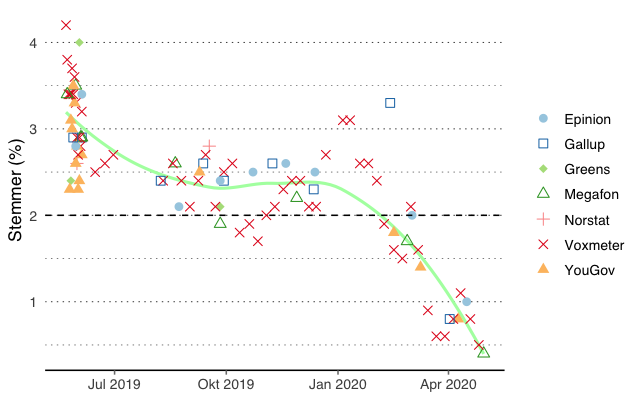 Stemmer (%)
4
3
2
1
Jul 2019
Okt 2019
Jan 2020
Apr 2020
Epinion
Gallup
Greens
Megafon
Norstat
Voxmeter
YouGov